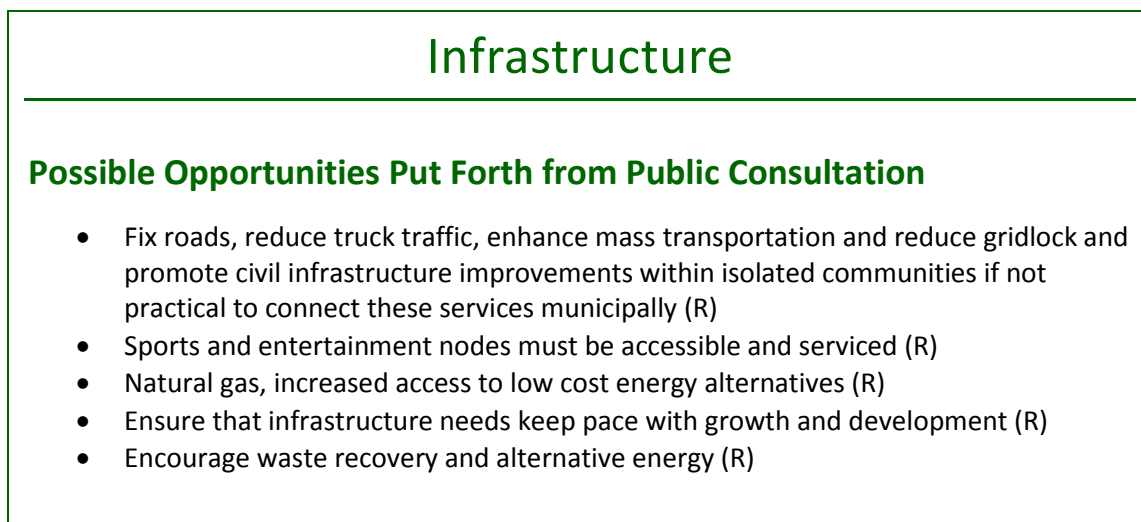 Infrastructure
Possible Opportunities Put Forth from Public Consultation
• Fix roads, reduce truck traffic, enhance mass transportation and reduce gridlock and
promote civil infrastructure improvements within isolated communities if not
practical to connect these services municipally (R)
• Sports and entertainment nodes must be accessible and serviced (R)
• Natural gas, increased access to low cost energy alternatives (R)
• Ensure that infrastructure needs keep pace with growth and development (R)
• Encourage waste recovery and alternative energy (R)